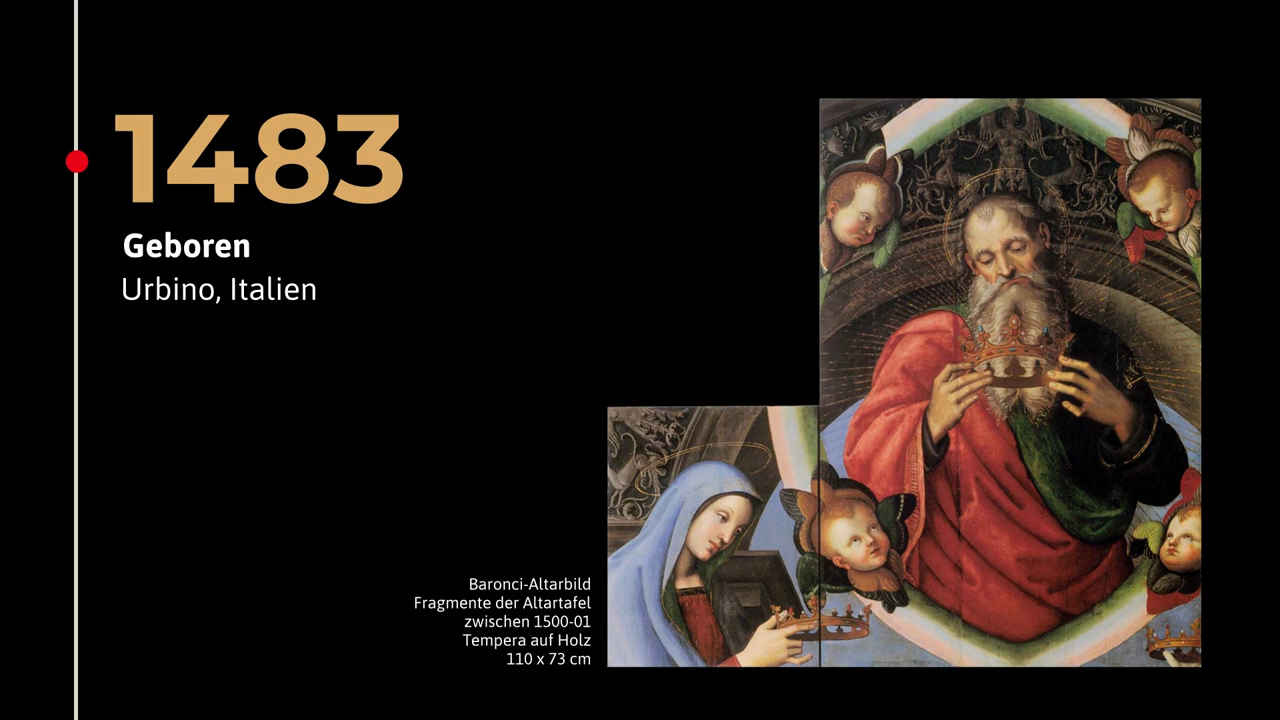 1483
Geboren
Urbino, Italien
Baronci-Altarbild
Fragmente der Altartafel
zwischen 1500-01
Tempera auf Holz
110 x 73 cm